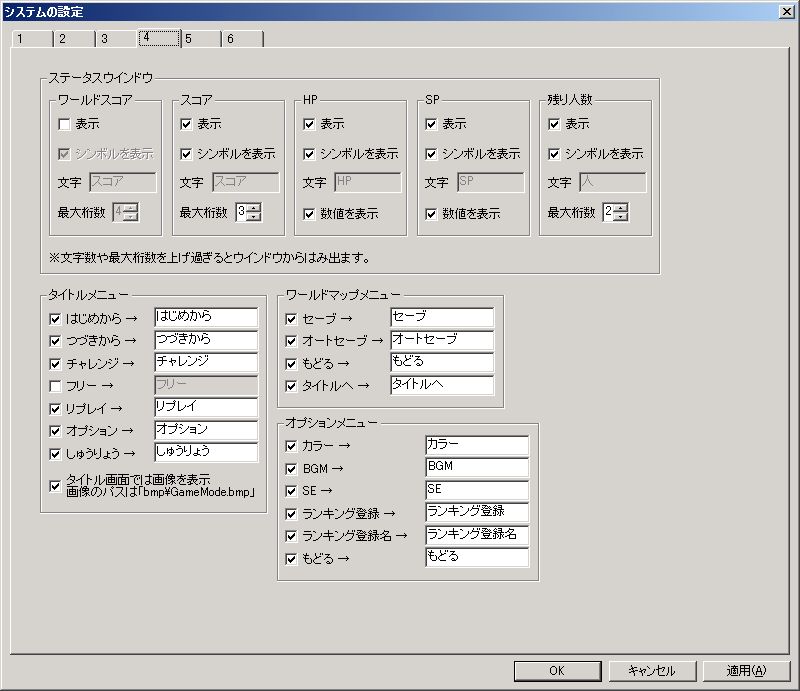 システムの設定
1 2 3 4 5 6
ステータスウインドウ
ワールドスコア
表示
シンボルを表示
文字 スコア
最大桁数 4
スコア
表示
シンボルを表示
文字 スコア
最大桁数 3
HP
表示
シンボルを表示
文字 HP
数値を表示
SP
表示
シンボルを表示
文字 SP
数値を表示
残り人数
表示
シンボルを表示
文字 人
最大桁数 2
※文字数や最大桁数を上げ過ぎるとウインドウからはみ出ます。
タイトルメニュー
はじめから → はじめから
つづきから → つづきから
チャレンジ → チャレンジ
フリー → フリー
リプレイ → リプレイ
オプション → オプション
しゅうりょう → しゅうりょう
タイトル画面では画像を表示
画像のパスは「bmp¥GameMode.bmp」
ワールドマップメニュー
セーブ → セーブ
オートセーブ → オートセーブ
もどる → もどる
タイトルへ → タイトルへ
オプションメニュー
カラー → カラー
BGM → BGM
SE → SE
ランキング登録 → ランキング登録
ランキング登録名 → ランキング登録名
もどる → もどる
OK キャンセル 適用(A)